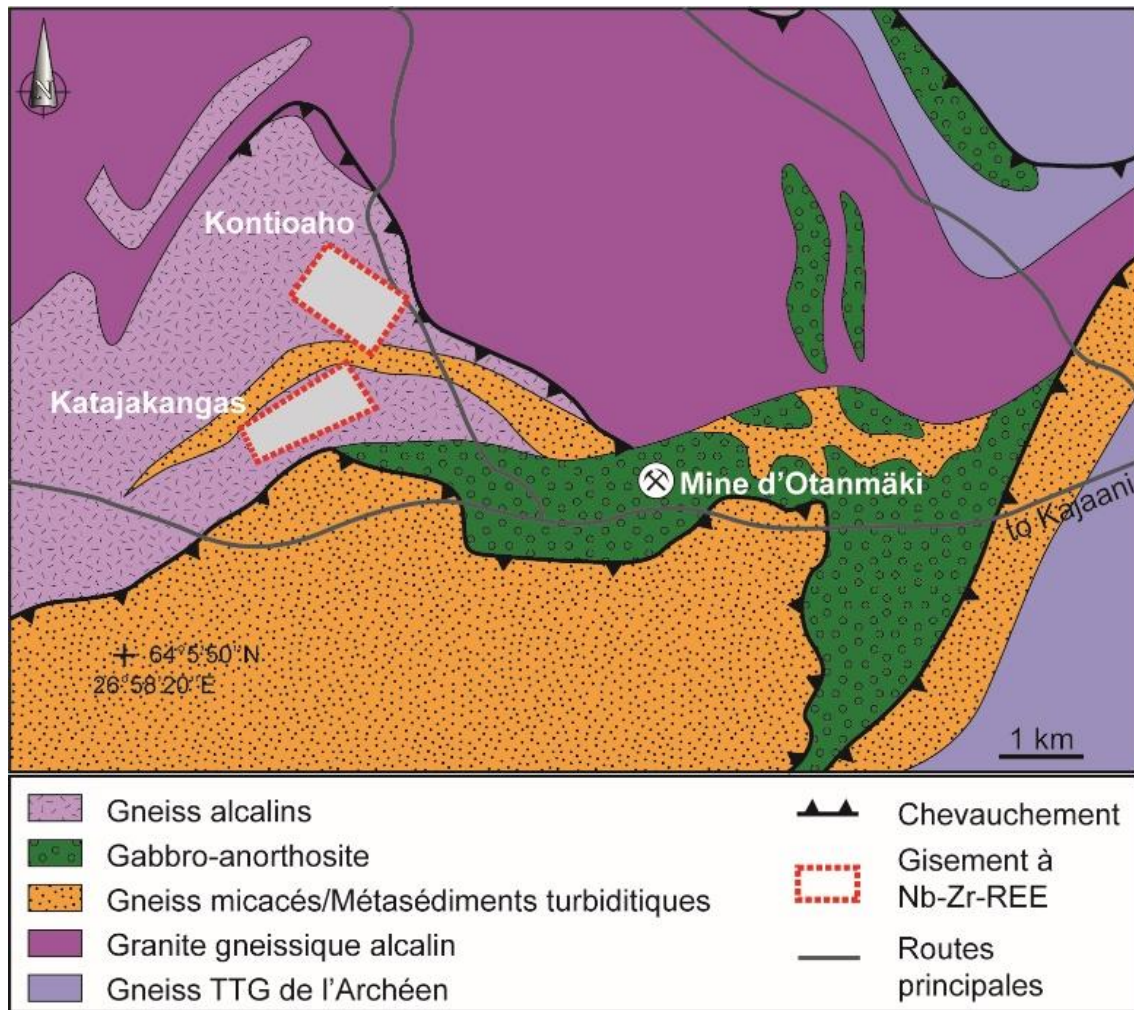 N
Kontioaho
Katajakangas
Mine d'Otanmäki
to Kajaani
64°5'50''N
26°58'20''E
1 km
Gneiss alcalins
Gabbro-anorthosite
Gneiss micacés/Métasédiments turbiditiques
Granite gneissique alcalin
Gneiss TTG de l'Archéen
Chevauchement
Gisement à
Nb-Zr-REE
Routes
principales